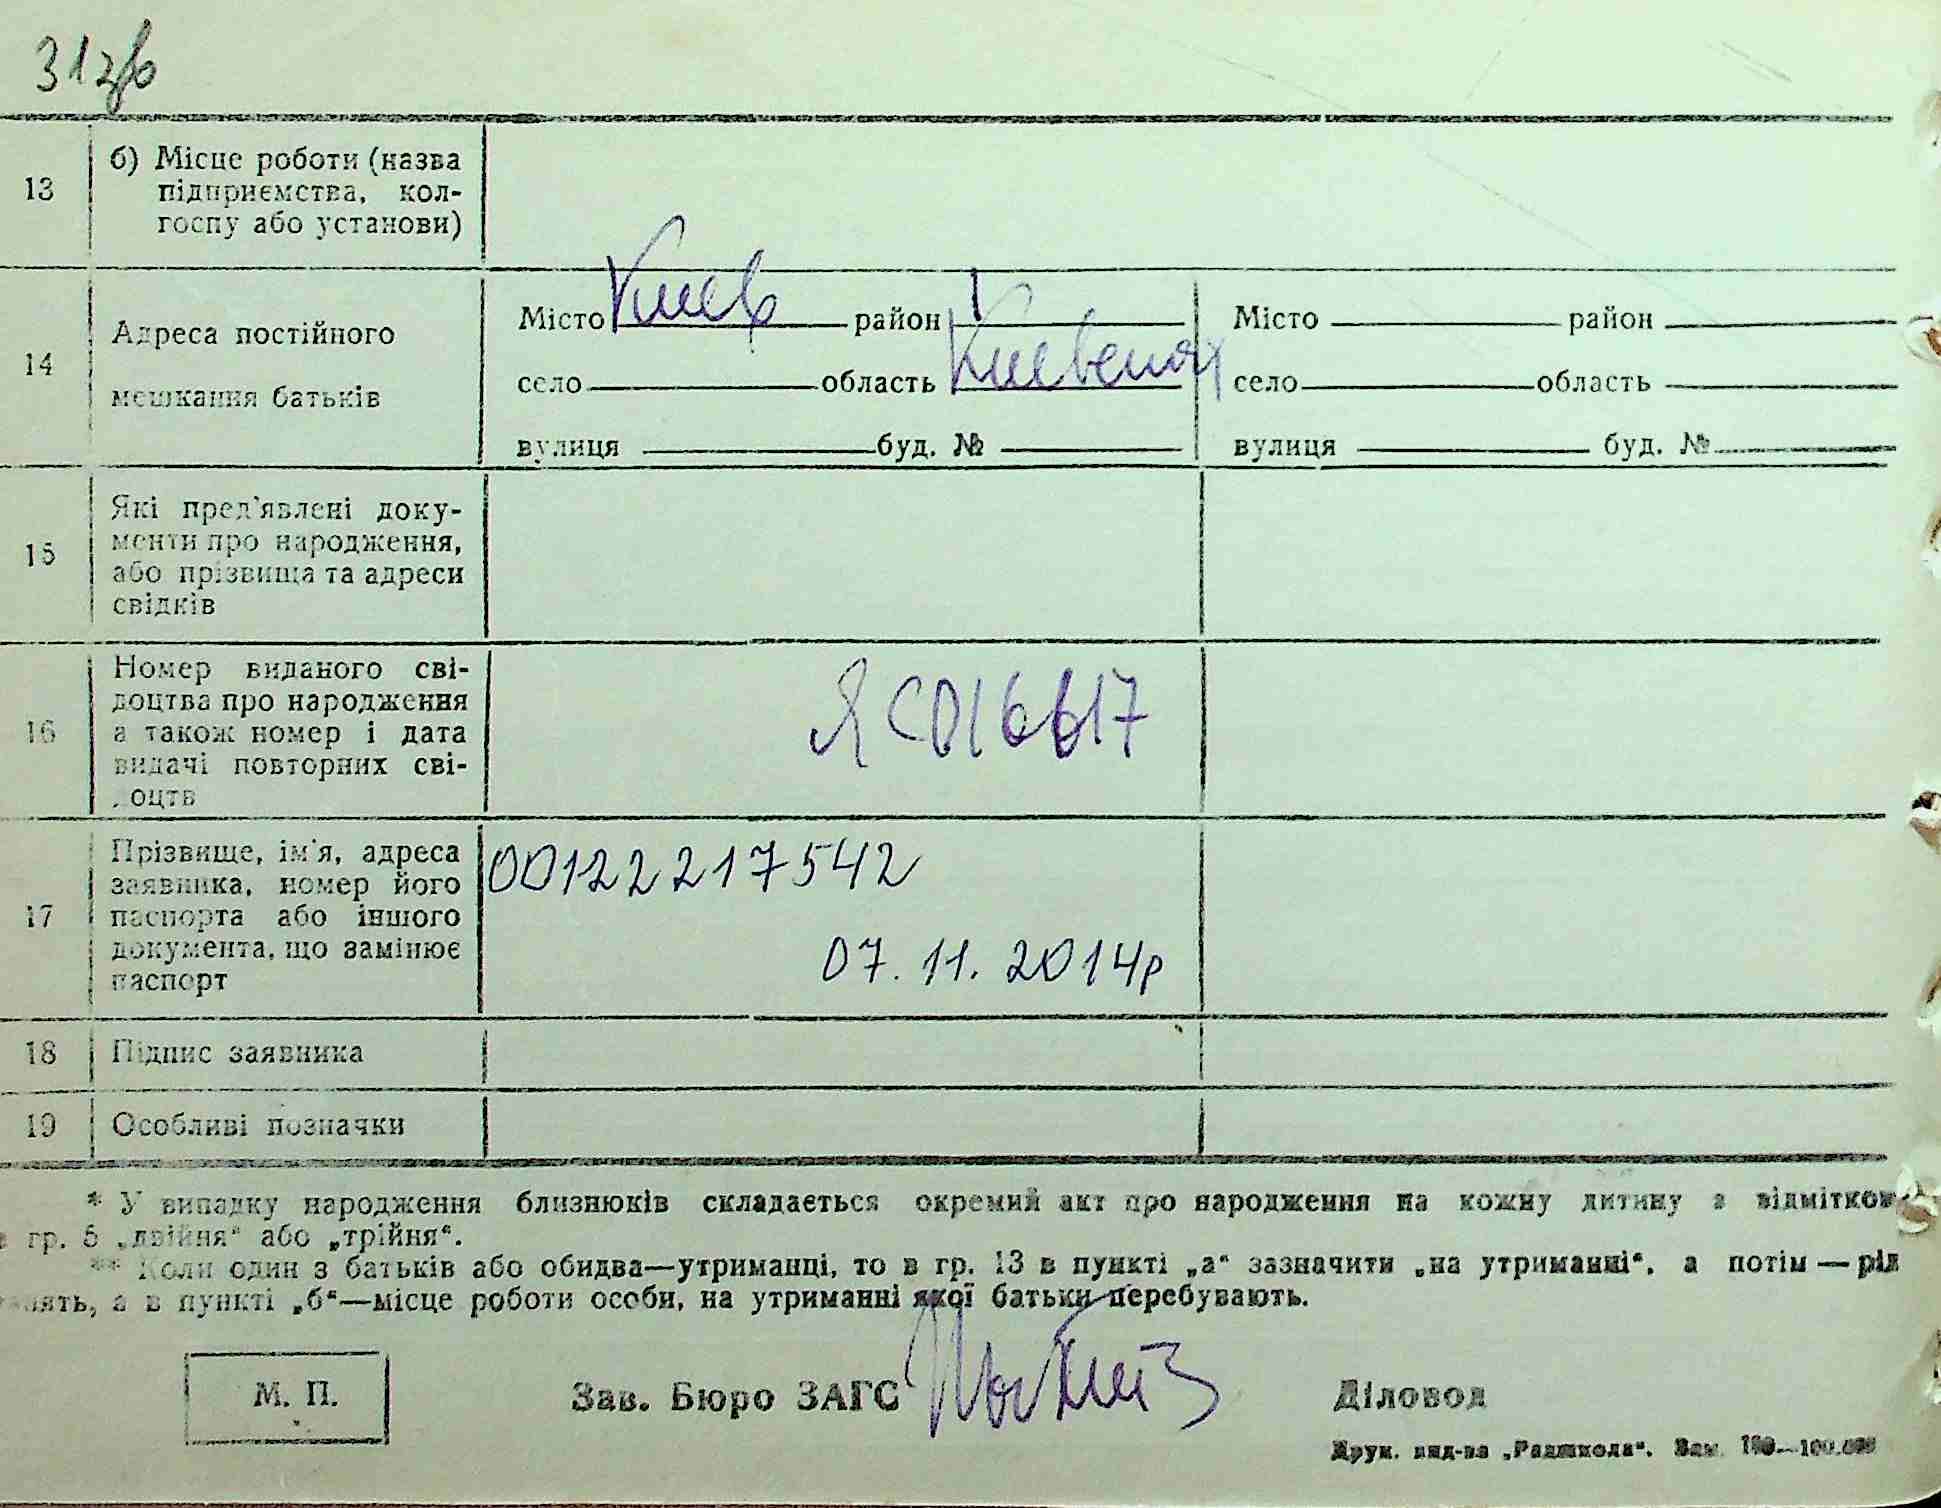 312зв
13
б) Місце роботи (назва
підприємства, кол-
госпу або установи)
14
Адреса постійного
мешкання батьків
Місто Киев район
село область Киевская
вулиця буд. №
Місто район
село область
вулиця буд. №
15
Які пред'явлені доку-
менти про народження,
або прізвища та адреси
свідків
16
Номер виданого сві-
доцтва про народження
а також номер і дата
видачі повторних сві-
доцтв
ЯС016617
17
Прізвище, ім'я, адреса
заявника, номер його
паспорта або іншого
документа, що замінює
паспорт
00122217542
07.11.2014р
18
Підпис заявника
19
Особливі позначки
* У випадку народження близнюків складається окремий акт про народження на кожну дитину з відміткою
в гр. 5 „двійня“ або „трійня“.
** Коли один з батьків або обидва—утриманці, то в гр. 13 в пункті „а“ зазначити „на утриманні“, а потім — рід
занять, а в пункті „б“—місце роботи особи, на утриманні якої батьки перебувають.
М. П.
Зав. Бюро ЗАГС
Діловод
Друк. вид-ва „Радшкола“. Зам.